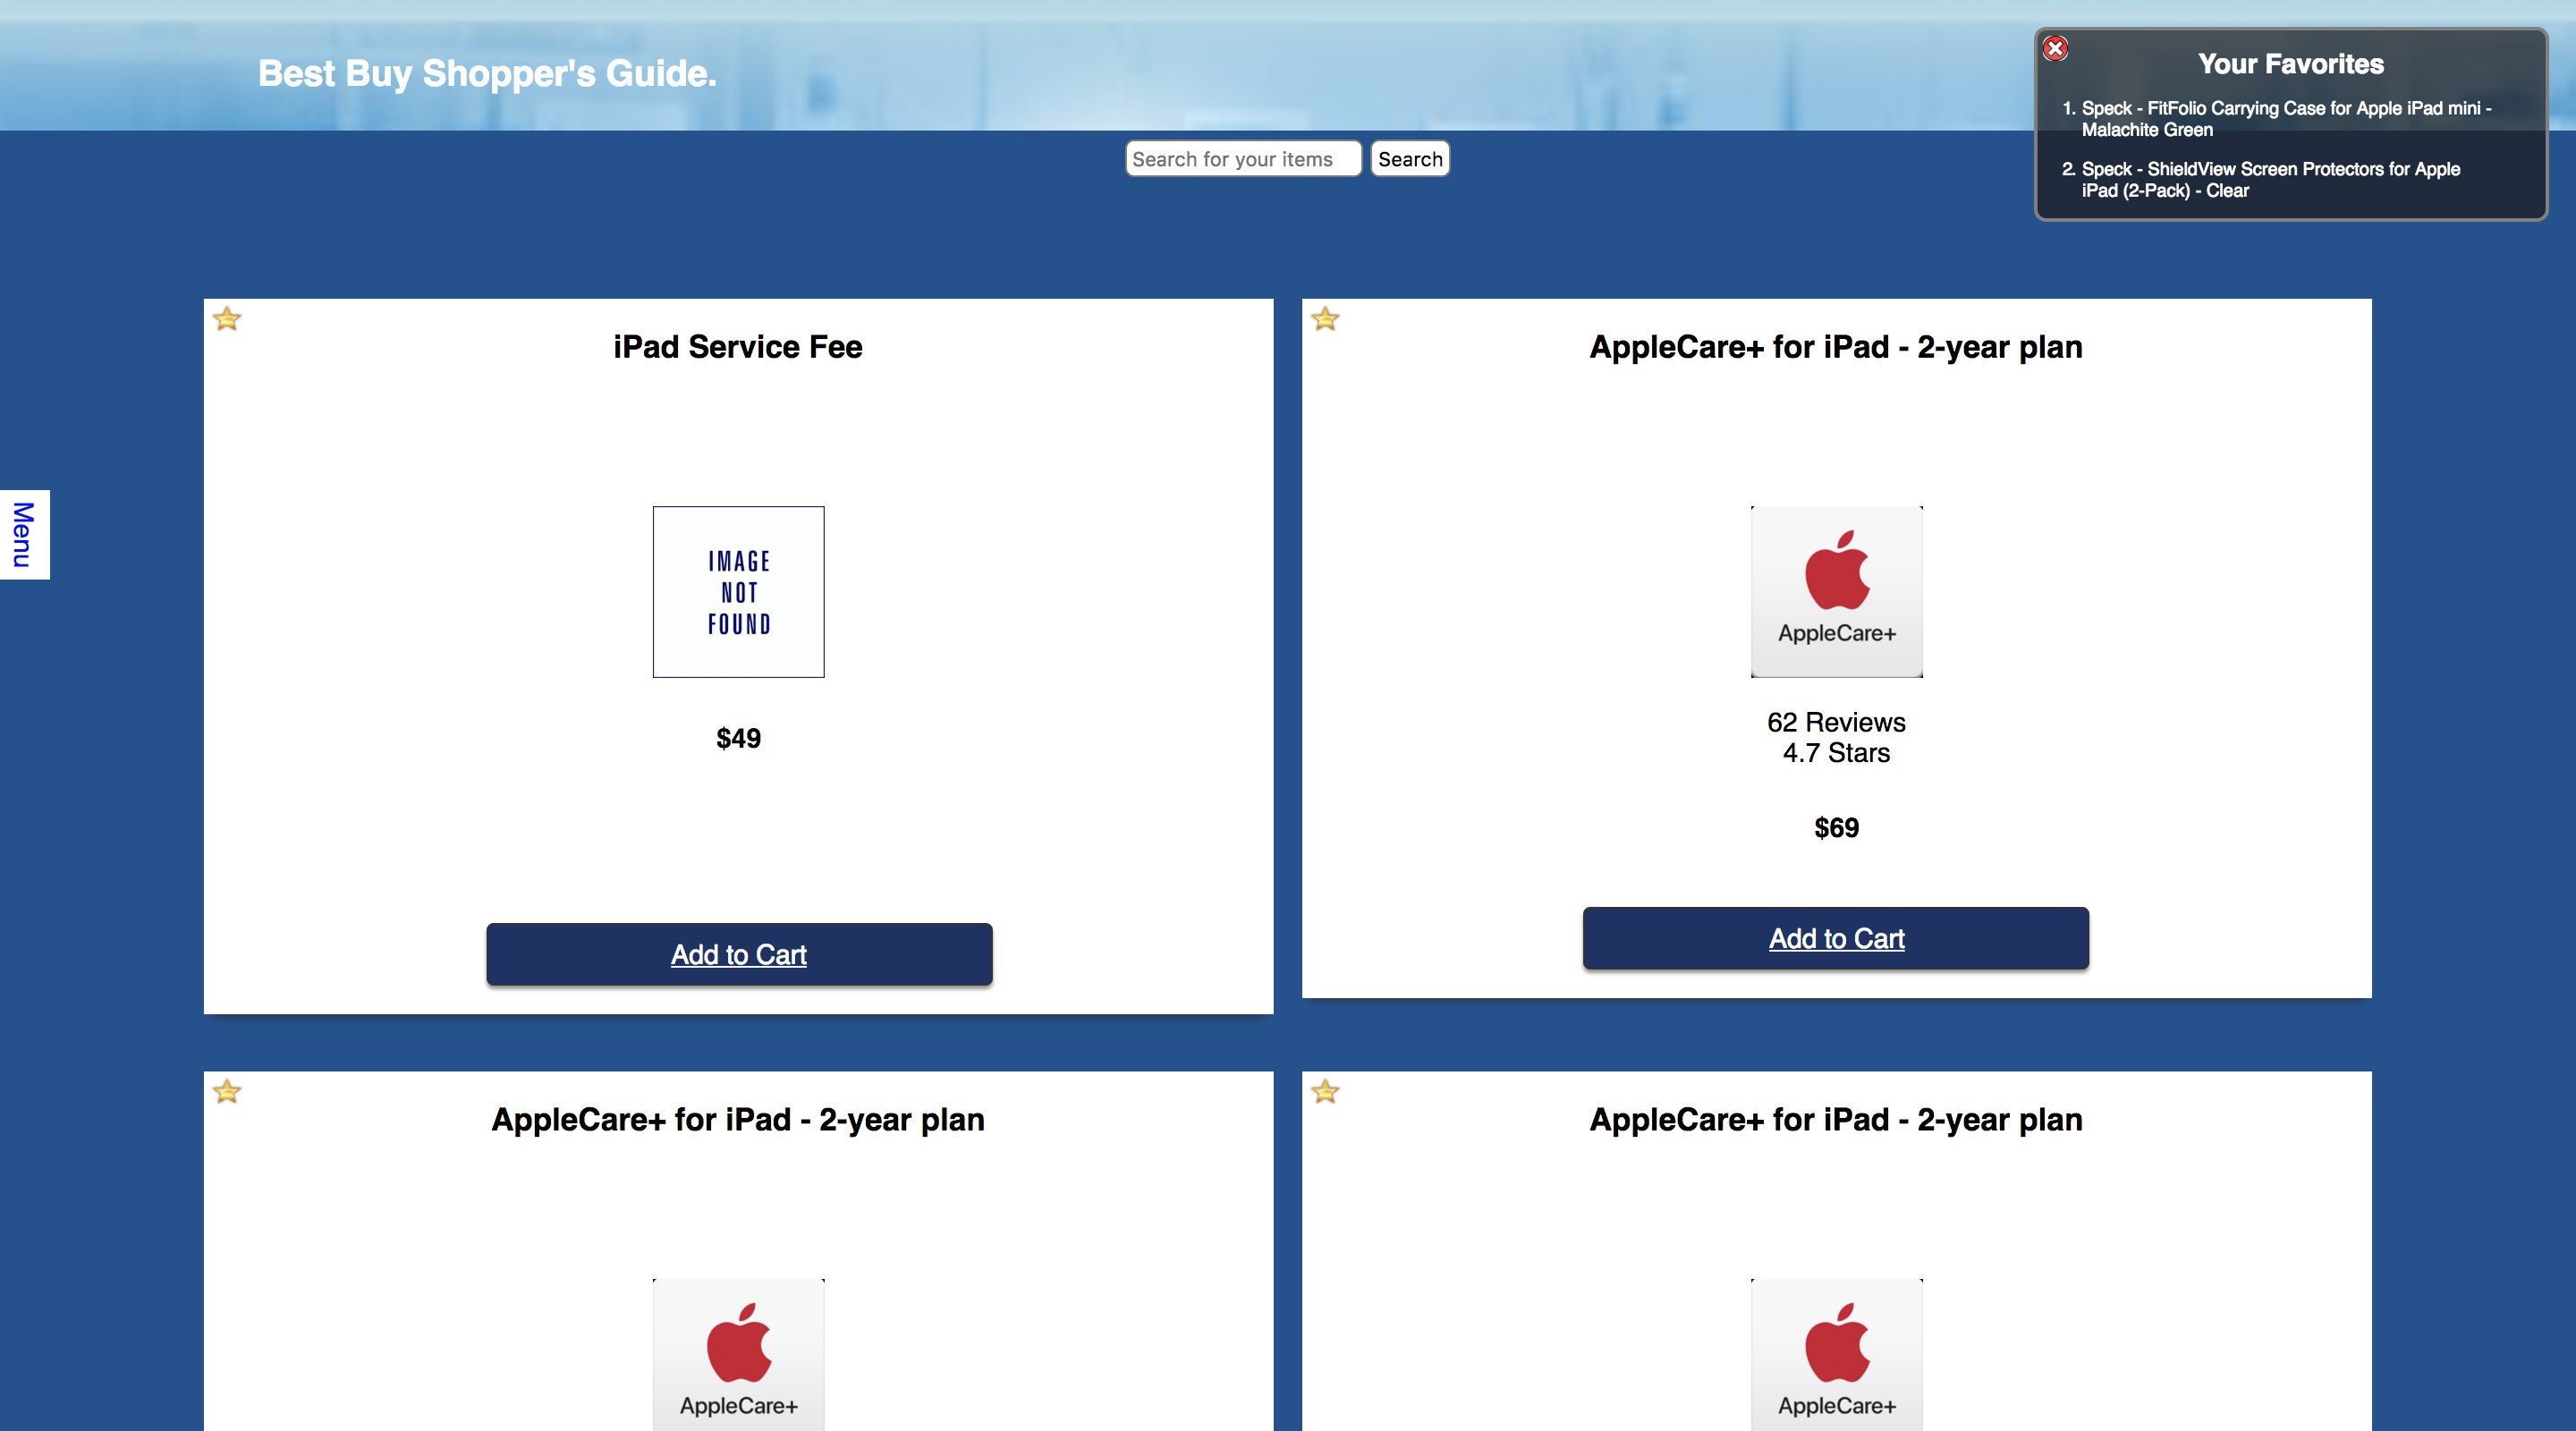 Best Buy Shopper's Guide.
Your Favorites
1. Speck - FitFolio Carrying Case for Apple iPad mini -
Malachite Green
2. Speck - ShieldView Screen Protectors for Apple
iPad (2-Pack) - Clear
Search for your items
Search
Menu
iPad Service Fee
IMAGE
NOT
FOUND
$49
Add to Cart
AppleCare+ for iPad - 2-year plan
AppleCare+
62 Reviews
4.7 Stars
$69
Add to Cart
AppleCare+ for iPad - 2-year plan
AppleCare+
AppleCare+ for iPad - 2-year plan
AppleCare+